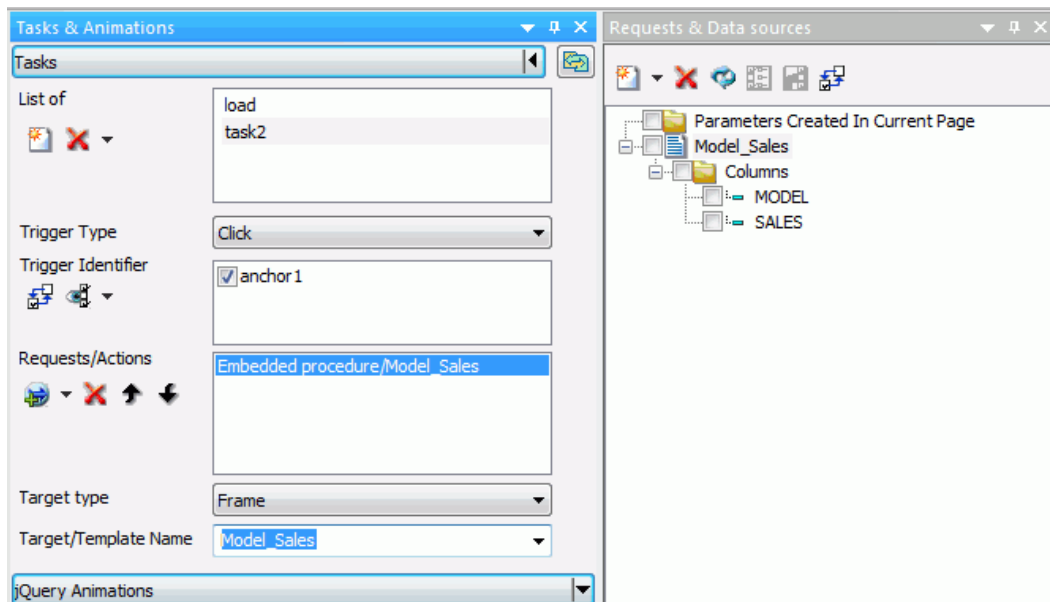 Tasks & Animations
Tasks
List of
load
task2
Trigger Type
Click
Trigger Identifier
anchor1
Requests/Actions
Embedded procedure/Model_Sales
Target type
Frame
Target/Template Name
Model_Sales
jQuery Animations
Requests & Data sources
Parameters Created In Current Page
Model_Sales
Columns
MODEL
SALES